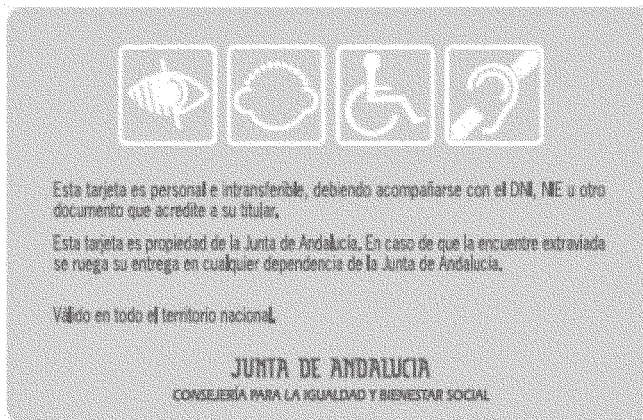 Esta tarjeta es personal e intransferible, debiendo acompañarse con el DNI, NIE u otro
documento que acredite a su titular.
Esta tarjeta es propiedad de la Junta de Andalucía. En caso de que la encuentre extraviada
se ruega su entrega en cualquier dependencia de la Junta de Andalucía.
Válido en todo el territorio nacional.
JUNTA DE ANDALUCIA
CONSEJERÍA PARA LA IGUALDAD Y BIENESTAR SOCIAL